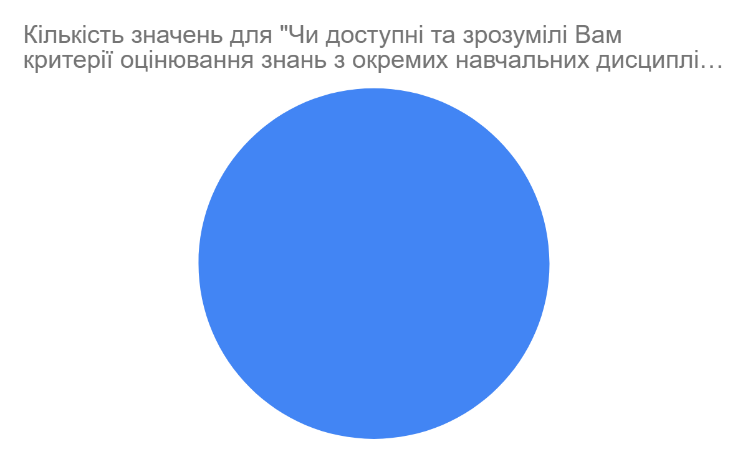 Кількість значень для "Чи доступні та зрозумілі Вам
критерії оцінювання знань з окремих навчальних дисциплі…